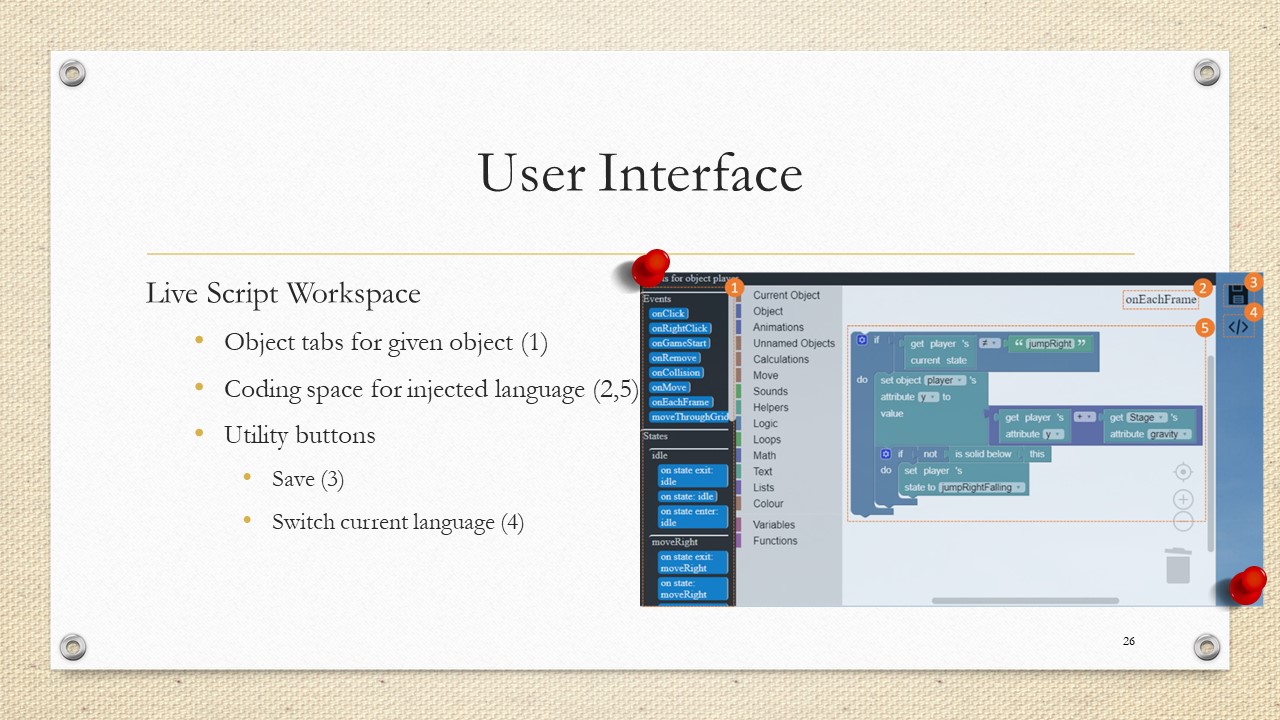 User Interface
Live Script Workspace
Object tabs for given object (1)
Coding space for injected language (2,5)
Utility buttons
Save (3)
Switch current language (4)
for object player
1
Events
onClick
onRightClick
onGameStart
onRemove
onCollision
onMove
onEachFrame
moveThroughGrid
States
idle
on state exit:
idle
on state: idle
on state enter:
idle
moveRight
on state exit:
moveRight
on state:
moveRight
Current Object
Object
Animations
Unnamed Objects
Calculations
Move
Sounds
Helpers
Logic
Loops
Math
Text
Lists
Colour
Variables
Functions
onEachFrame
2
3
4
</>
5
if get player 's ≠ “ jumpRight ”
current state
do set object player 's
attribute y to
value get player 's + get Stage 's
attribute y attribute gravity
if not is solid below this
do set player 's
state to jumpRightFalling
26